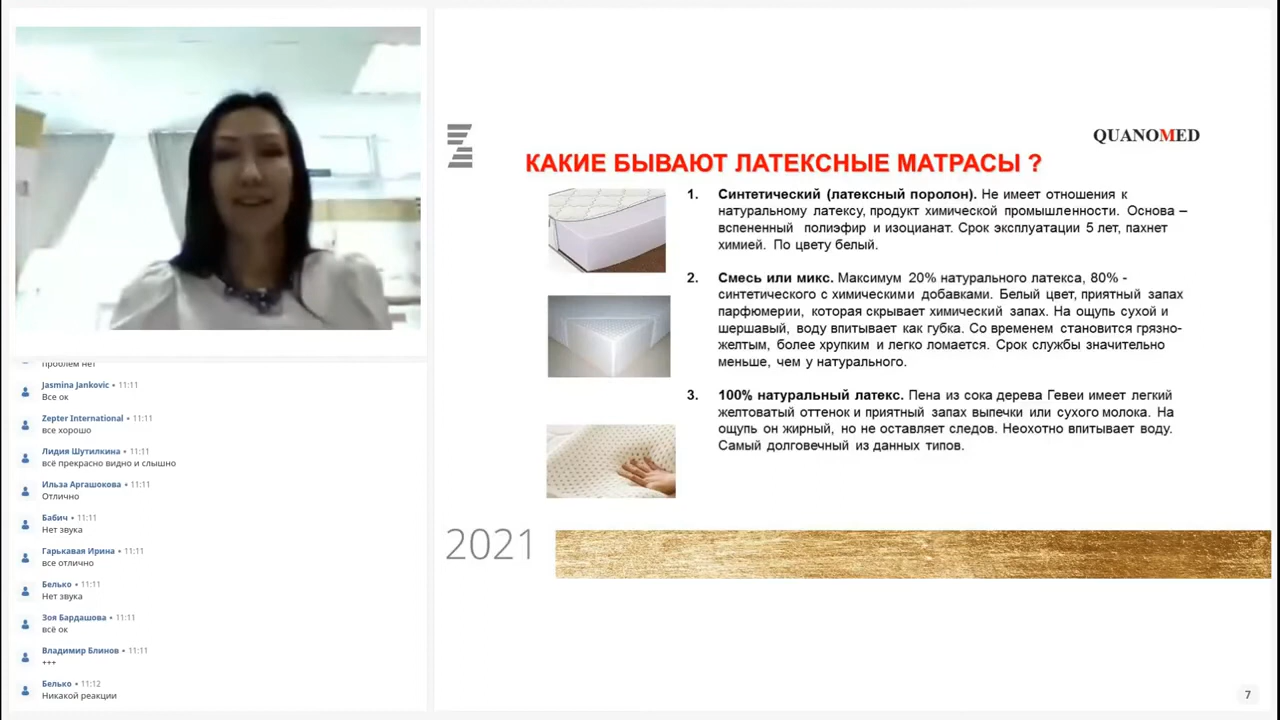 проблем нет
Jasmina Jankovic • 11:11
Все ок
Zepter International • 11:11
все хорошо
Лидия Шутилкина • 11:11
всё прекрасно видно и слышно
Ильза Аргашокова • 11:11
Отлично
Бабич • 11:11
Нет звука
Гарькавая Ирина • 11:11
все отлично
Белько • 11:11
Нет звука
Зоя Бардашова • 11:11
всё ок
Владимир Блинов • 11:11
+++
Белько • 11:12
Никакой реакции
QUANOMED
КАКИЕ БЫВАЮТ ЛАТЕКСНЫЕ МАТРАСЫ ?
1. Синтетический (латексный поролон). Не имеет отношения к
натуральному латексу, продукт химической промышленности. Основа –
вспененный полиэфир и изоцианат. Срок эксплуатации 5 лет, пахнет
химией. По цвету белый.
2. Смесь или микс. Максимум 20% натурального латекса, 80% -
синтетического с химическими добавками. Белый цвет, приятный запах
парфюмерии, которая скрывает химический запах. На ощупь сухой и
шершавый, воду впитывает как губка. Со временем становится грязно-
желтым, более хрупким и легко ломается. Срок службы значительно
меньше, чем у натурального.
3. 100% натуральный латекс. Пена из сока дерева Гевеи имеет легкий
желтоватый оттенок и приятный запах выпечки или сухого молока. На
ощупь он жирный, но не оставляет следов. Неохотно впитывает воду.
Самый долговечный из данных типов.
2021
7